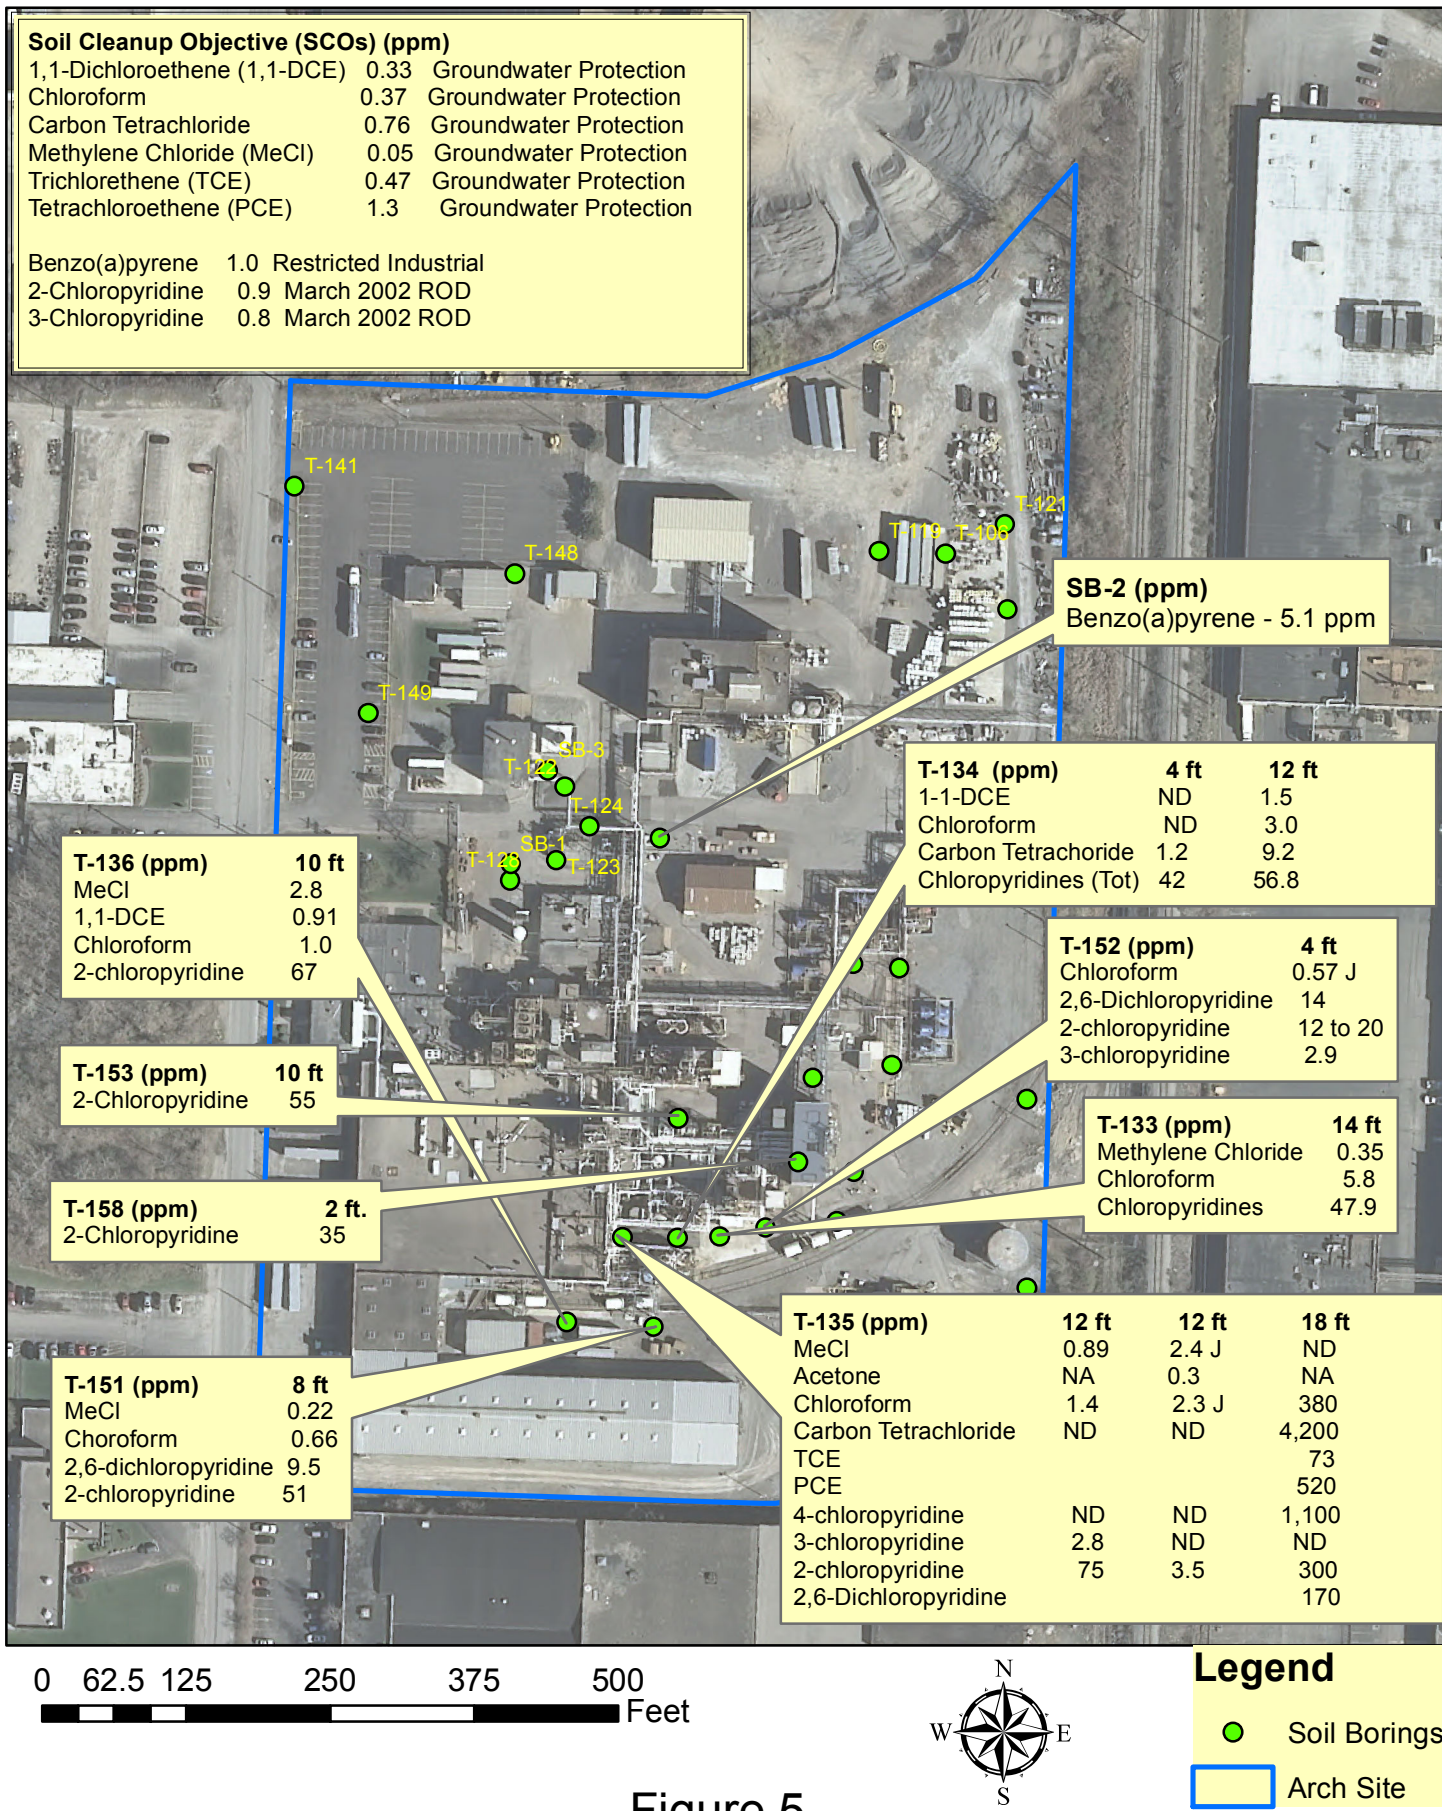 Soil Cleanup Objective (SCOs) (ppm)
1,1-Dichloroethene (1,1-DCE) 0.33 Groundwater Protection
Chloroform 0.37 Groundwater Protection
Carbon Tetrachloride 0.76 Groundwater Protection
Methylene Chloride (MeCl) 0.05 Groundwater Protection
Trichlorethene (TCE) 0.47 Groundwater Protection
Tetrachloroethene (PCE) 1.3 Groundwater Protection
Benzo(a)pyrene 1.0 Restricted Industrial
2-Chloropyridine 0.9 March 2002 ROD
3-Chloropyridine 0.8 March 2002 ROD
T-141
T-148
T-121
T-119
T-106
T-149
SB-3
T-122
T-124
SB-1
T-128
T-123
SB-2 (ppm)
Benzo(a)pyrene - 5.1 ppm
T-134 (ppm) 4 ft 12 ft
1-1-DCE ND 1.5
Chloroform ND 3.0
Carbon Tetrachoride 1.2 9.2
Chloropyridines (Tot) 42 56.8
T-136 (ppm) 10 ft
MeCl 2.8
1,1-DCE 0.91
Chloroform 1.0
2-chloropyridine 67
T-152 (ppm) 4 ft
Chloroform 0.57 J
2,6-Dichloropyridine 14
2-chloropyridine 12 to 20
3-chloropyridine 2.9
T-153 (ppm) 10 ft
2-Chloropyridine 55
T-133 (ppm) 14 ft
Methylene Chloride 0.35
Chloroform 5.8
Chloropyridines 47.9
T-158 (ppm) 2 ft.
2-Chloropyridine 35
T-135 (ppm) 12 ft 12 ft 18 ft
MeCl 0.89 2.4 J ND
Acetone NA 0.3 NA
Chloroform 1.4 2.3 J 380
Carbon Tetrachloride ND ND 4,200
TCE 73
PCE 520
4-chloropyridine ND ND 1,100
3-chloropyridine 2.8 ND ND
2-chloropyridine 75 3.5 300
2,6-Dichloropyridine 170
T-151 (ppm) 8 ft
MeCl 0.22
Choroform 0.66
2,6-dichloropyridine 9.5
2-chloropyridine 51
0 62.5 125 250 375 500
Feet
N
W E
S
Legend
Soil Borings
Arch Site
Figure 5